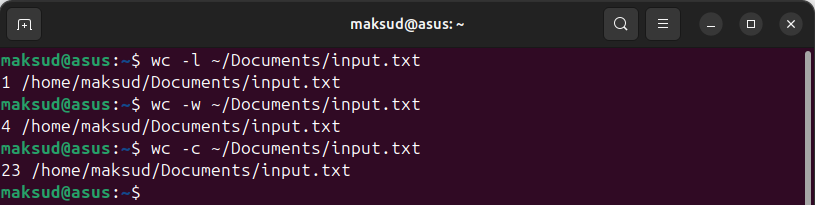 maksud@asus: ~
maksud@asus:~$ wc -l ~/Documents/input.txt
1 /home/maksud/Documents/input.txt
maksud@asus:~$ wc -w ~/Documents/input.txt
4 /home/maksud/Documents/input.txt
maksud@asus:~$ wc -c ~/Documents/input.txt
23 /home/maksud/Documents/input.txt
maksud@asus:~$